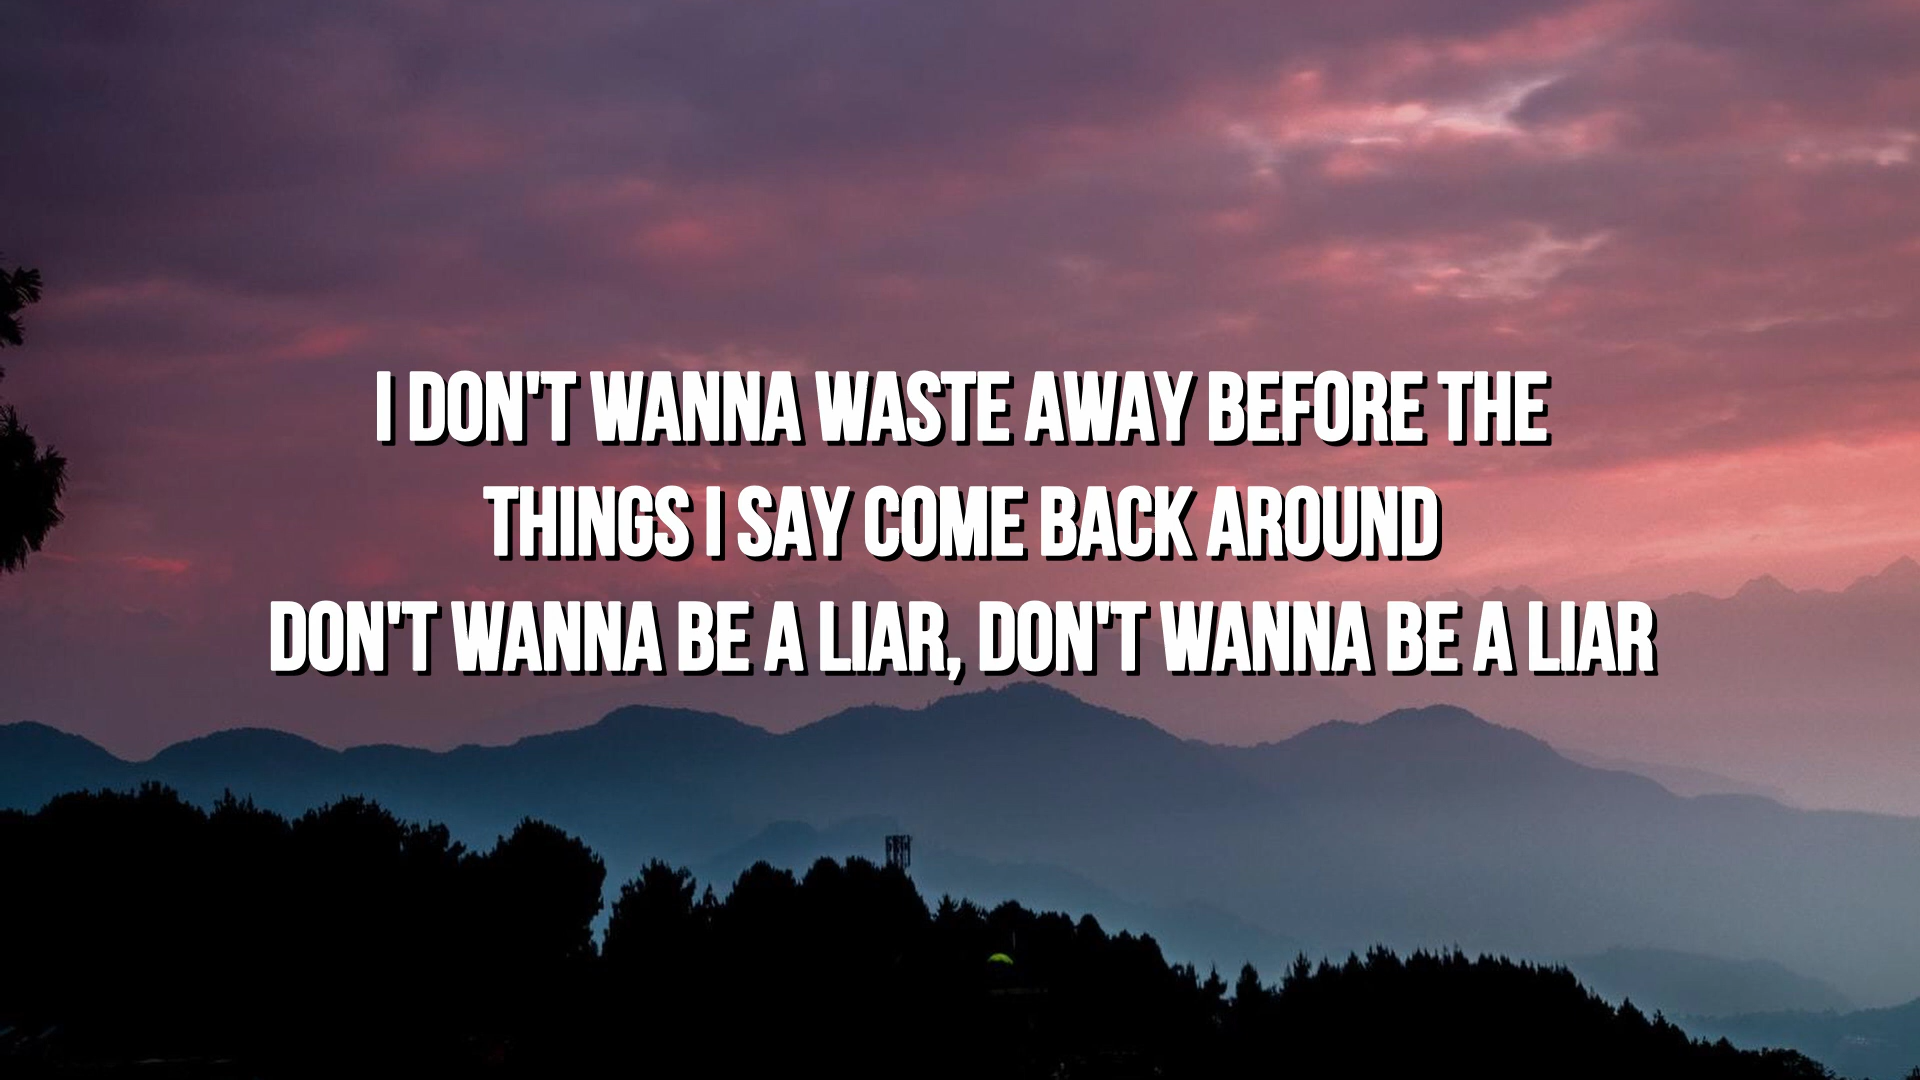 I DON'T WANNA WASTE AWAY BEFORE THE
THINGS I SAY COME BACK AROUND
DON'T WANNA BE A LIAR, DON'T WANNA BE A LIAR